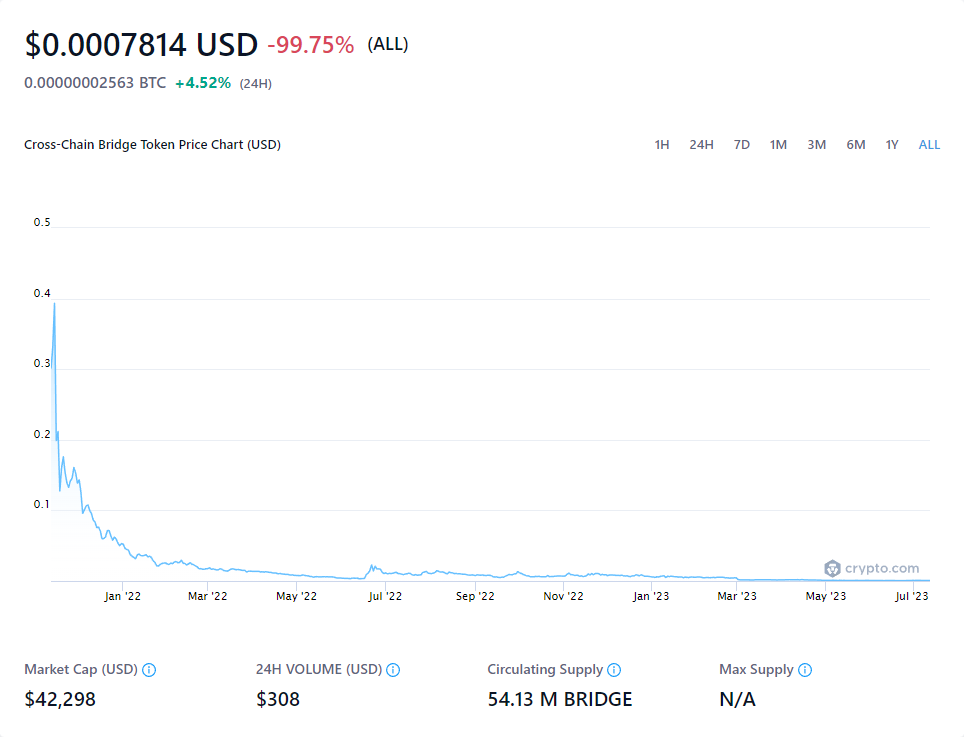 $0.0007814 USD -99.75% (ALL)
0.00000002563 BTC +4.52% (24H)
Cross-Chain Bridge Token Price Chart (USD) 1H 24H 7D 1M 3M 6M 1Y ALL
0.5
0.4
0.3
0.2
0.1
crypto.com
Jan '22 Mar '22 May '22 Jul '22 Sep '22 Nov '22 Jan '23 Mar '23 May '23 Jul '23
Market Cap (USD) 24H VOLUME (USD) Circulating Supply Max Supply
$42,298 $308 54.13 M BRIDGE N/A